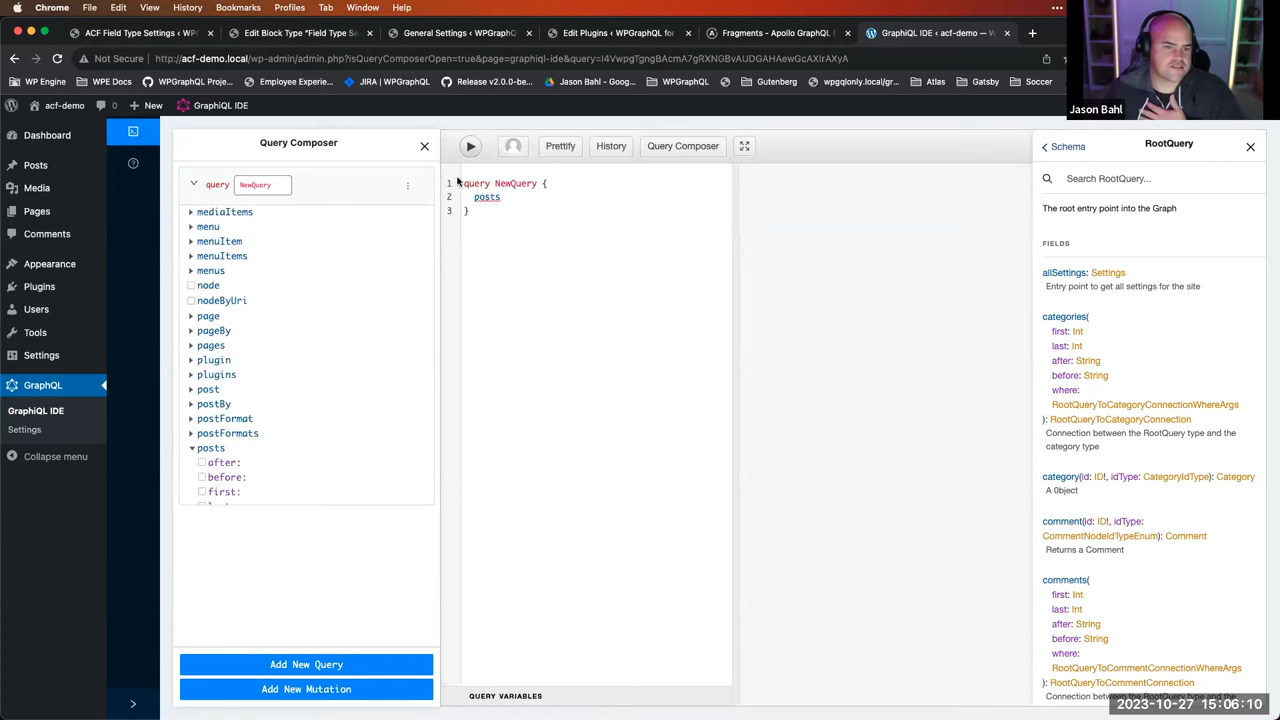 Chrome File Edit View History Bookmarks Profiles Tab Window Help
ACF Field Type Settings ‹ WPG
Edit Block Type "Field Type Se
General Settings ‹ WPGraphQL
Edit Plugins ‹ WPGraphQL for
Fragments – Apollo GraphQL D
GraphiQL IDE ‹ acf-demo — W
Not Secure http://acf-demo.local/wp-admin/admin.php?isQueryComposerOpen=true&page=graphiql-ide&query=I4VwpgTgngBAcmA7gRXNGBvAUDGAHAewGcAXIrAXyA
WP Engine WPE Docs WPGraphQL Proje... Employee Experie... JIRA | WPGraphQL Release v2.0.0-be... Jason Bahl - Goog... Gutenberg wpgqlonly.local/gr... Atlas Gatsby Soccer
acf-demo 0 New GraphiQL IDE
Jason Bahl
Dashboard
Posts
Media
Pages
Comments
Appearance
Plugins
Users
Tools
Settings
GraphQL
GraphiQL IDE
Settings
Collapse menu
Query Composer
query NewQuery
mediaItems
menu
menuItem
menuItems
menus
node
nodeByUri
page
pageBy
pages
plugin
plugins
post
postBy
postFormat
postFormats
posts
after:
before:
first:
Add New Query
Add New Mutation
Prettify History Query Composer
1 query NewQuery {
2 posts
3 }
QUERY VARIABLES
Schema RootQuery
Search RootQuery...
The root entry point into the Graph
FIELDS
allSettings: Settings
Entry point to get all settings for the site
categories(
first: Int
last: Int
after: String
before: String
where:
RootQueryToCategoryConnectionWhereArgs
): RootQueryToCategoryConnection
Connection between the RootQuery type and the
category type
category(id: ID!, idType: CategoryIdType): Category
A 0bject
comment(id: ID!, idType:
CommentNodeIdTypeEnum): Comment
Returns a Comment
comments(
first: Int
last: Int
after: String
before: String
where:
RootQueryToCommentConnectionWhereArgs
): RootQueryToCommentConnection
Connection between the RootQuery type and the
2023-10-27 15:06:10